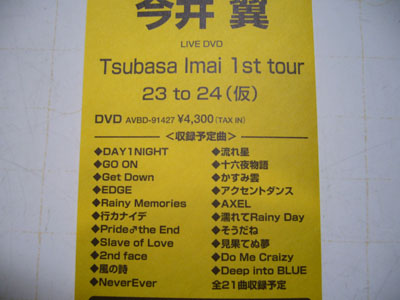 今井 翼
LIVE DVD
Tsubasa Imai 1st tour
23 to 24 (仮)
DVD AVBD-91427 ¥4,300 (TAX IN)
<収録予定曲>
◆DAY1NIGHT
◆GO ON
◆Get Down
◆EDGE
◆Rainy Memories
◆行カナイデ
◆Pride♂the End
◆Slave of Love
◆2nd face
◆風の詩
◆NeverEver
◆流れ星
◆十六夜物語
◆かすみ雲
◆アクセントダンス
◆AXEL
◆濡れてRainy Day
◆そうだね
◆見果てぬ夢
◆Do Me Craizy
◆Deep into BLUE
全21曲収録予定